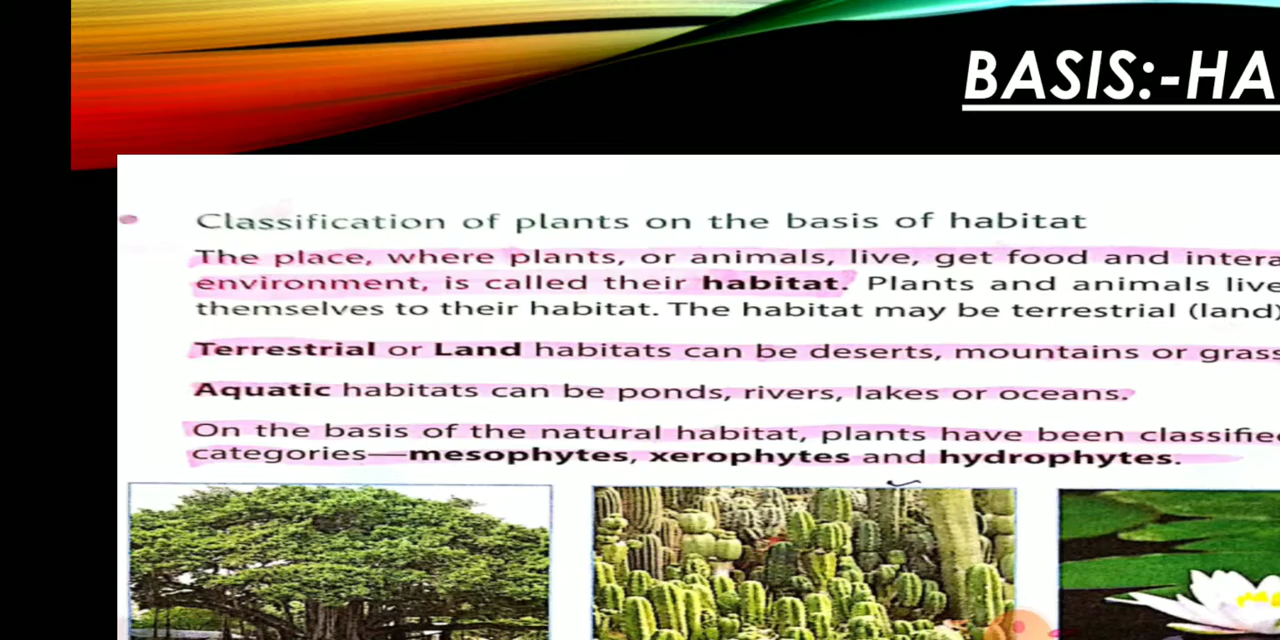 BASIS:-HA
Classification of plants on the basis of habitat
The place, where plants, or animals, live, get food and intera
environment, is called their habitat. Plants and animals live
themselves to their habitat. The habitat may be terrestrial (land)
Terrestrial or Land habitats can be deserts, mountains or grass
Aquatic habitats can be ponds, rivers, lakes or oceans.
On the basis of the natural habitat, plants have been classifie
categories—mesophytes, xerophytes and hydrophytes.